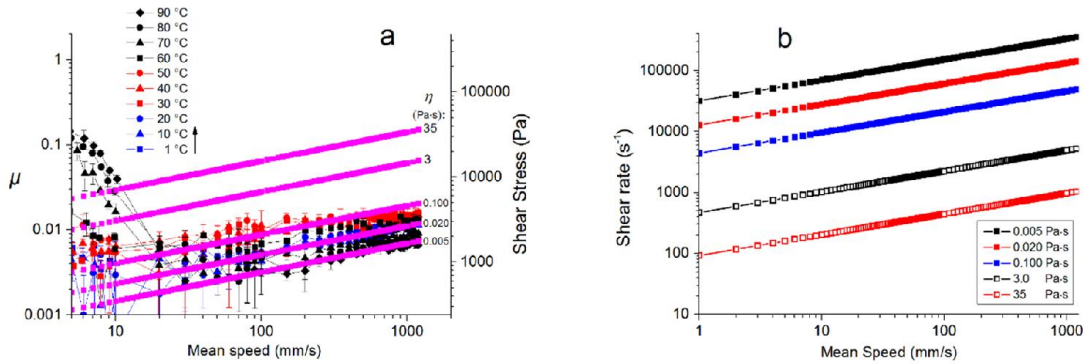 a
90 °C
80 °C
70 °C
60 °C
50 °C
40 °C
30 °C
20 °C
10 °C
1 °C
η
(Pa·s):
35
3
0.100
0.020
0.005
1
0.1
0.01
0.001
μ
100000
10000
1000
Shear Stress (Pa)
10
100
1000
Mean speed (mm/s)
b
100000
10000
1000
100
10
Shear rate (s⁻¹)
0.005 Pa·s
0.020 Pa·s
0.100 Pa·s
3.0 Pa·s
35 Pa·s
1
10
100
1000
Mean Speed (mm/s)